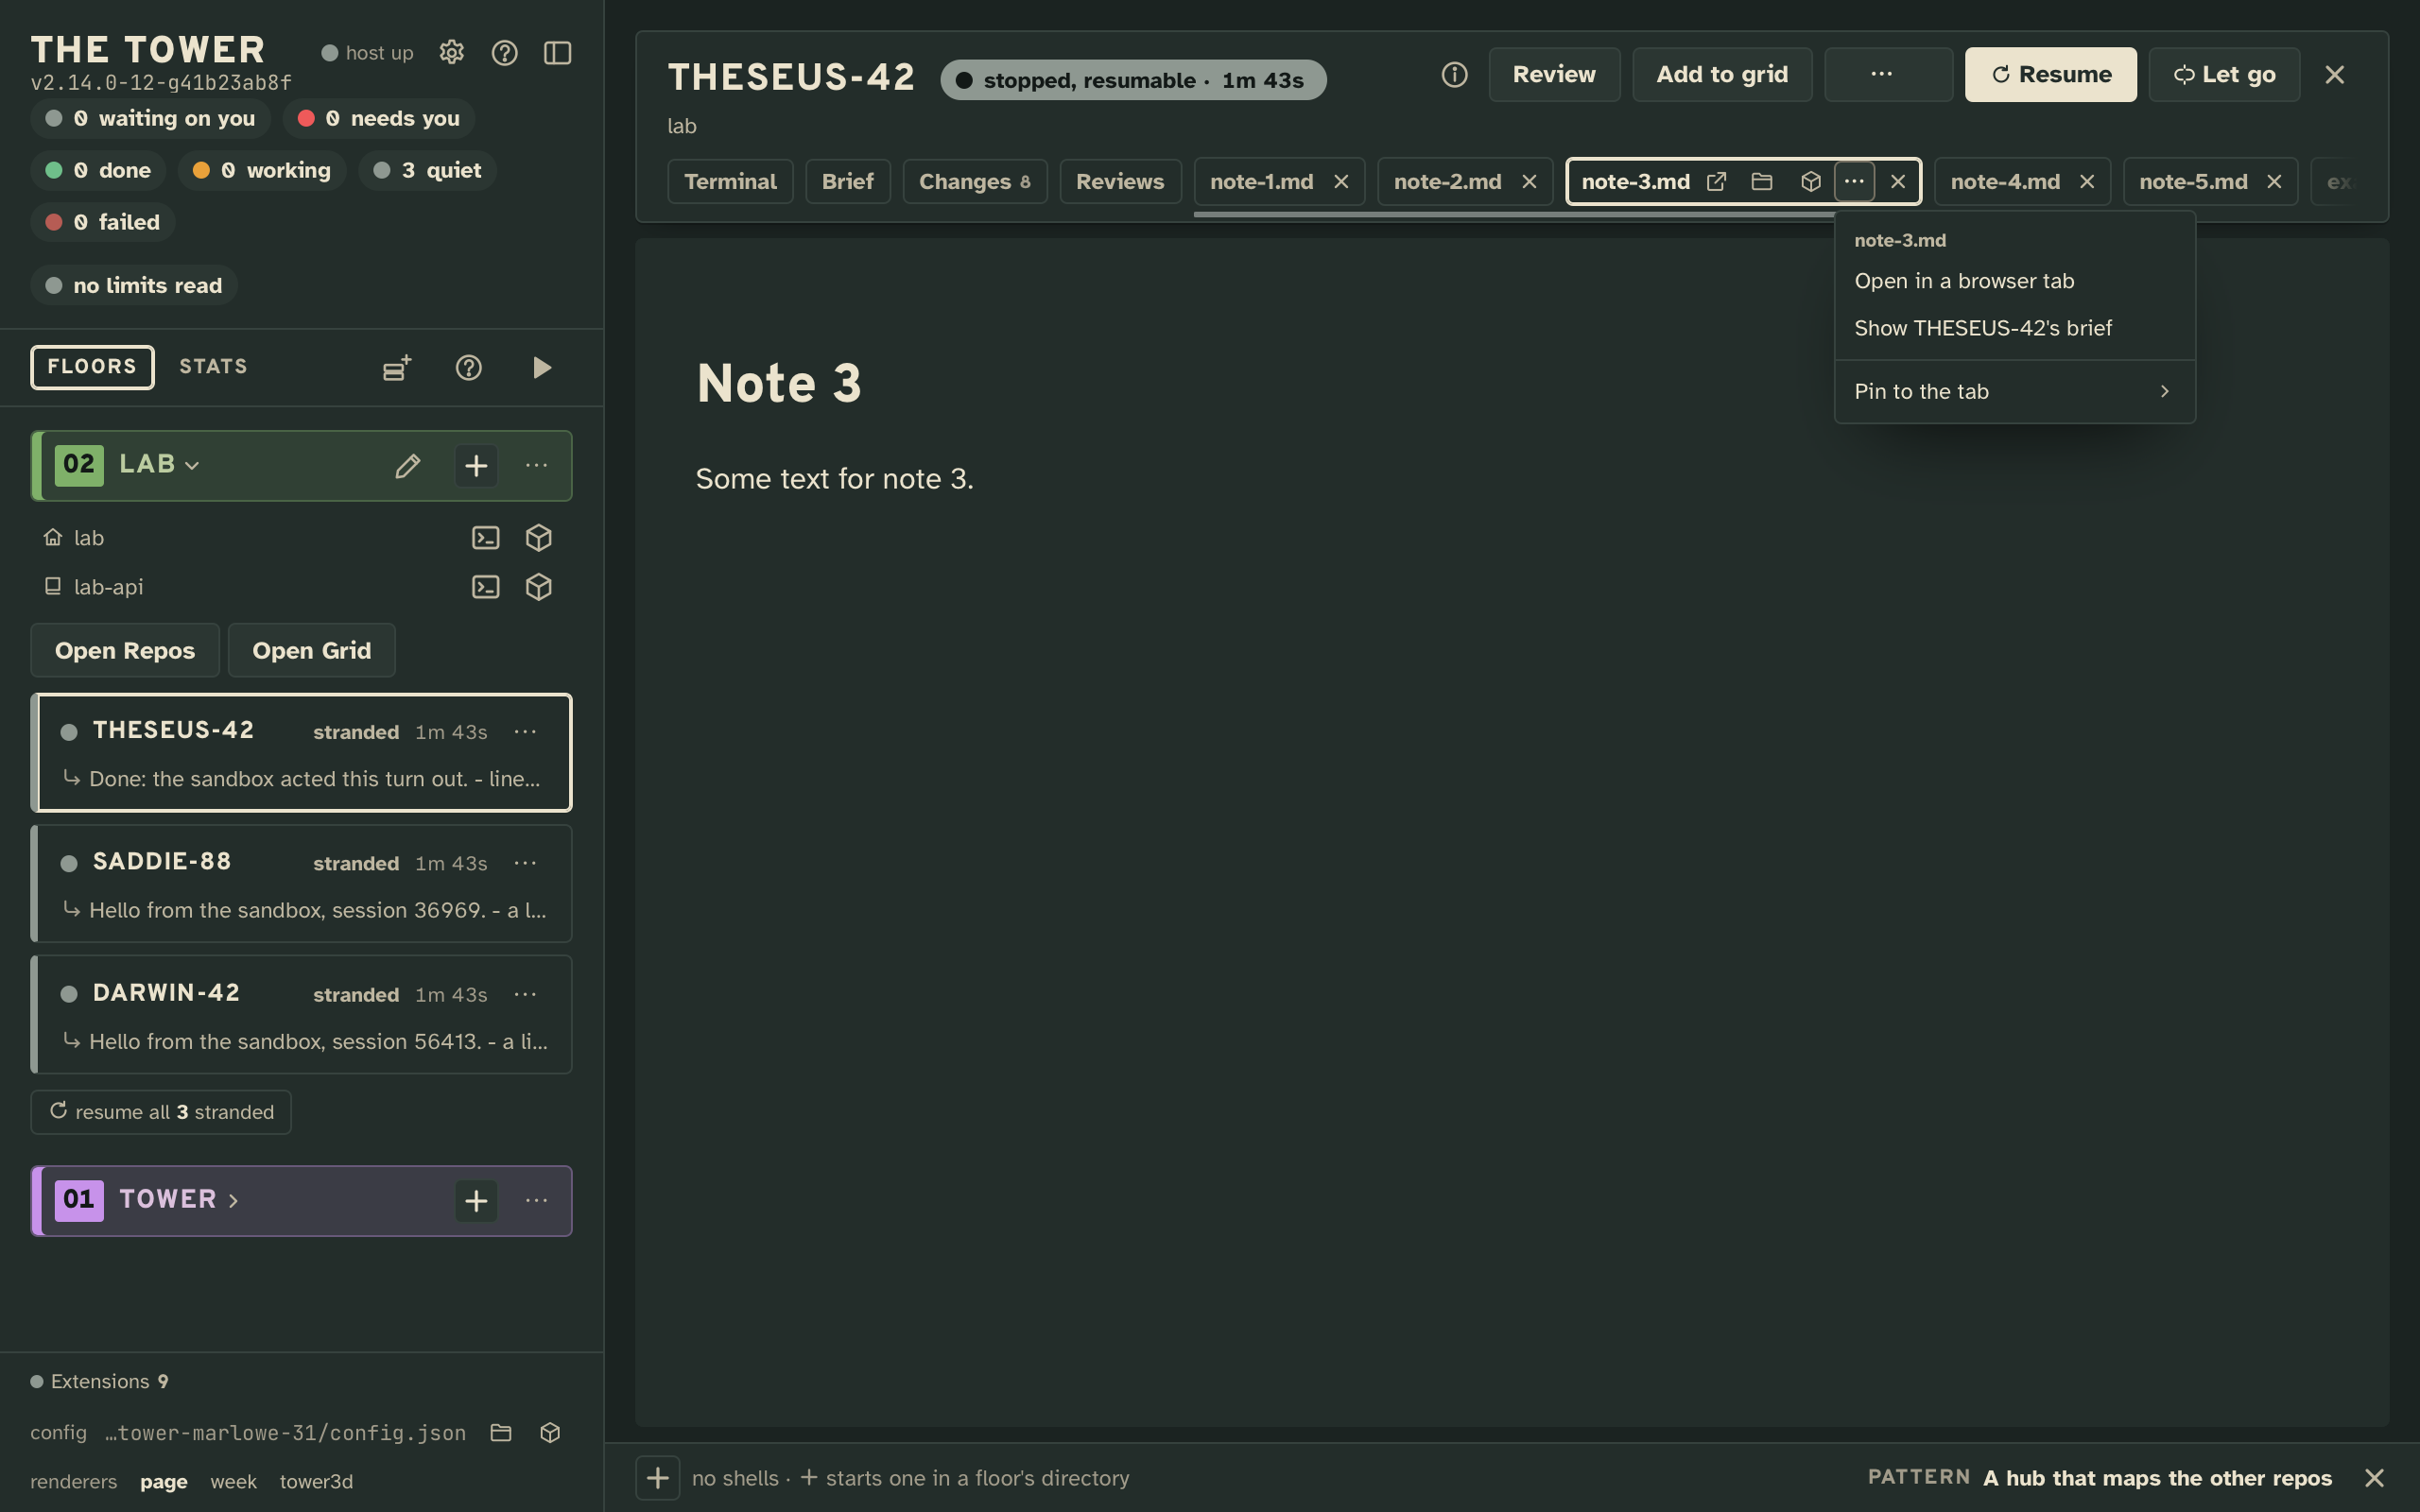 THE TOWER
host up
v2.14.0-12-g41b23ab8f
0 waiting on you
0 needs you
0 done
0 working
3 quiet
0 failed
no limits read
FLOORS
STATS
02 LAB
lab
lab-api
Open Repos
Open Grid
THESEUS-42 stranded 1m 43s ...
Done: the sandbox acted this turn out. - line...
SADDIE-88 stranded 1m 43s ...
Hello from the sandbox, session 36969. - a l...
DARWIN-42 stranded 1m 43s ...
Hello from the sandbox, session 56413. - a li...
resume all 3 stranded
01 TOWER
Extensions 9
config …tower-marlowe-31/config.json
renderers page week tower3d
THESEUS-42 stopped, resumable · 1m 43s
Review
Add to grid
...
Resume
Let go
lab
Terminal
Brief
Changes 8
Reviews
note-1.md
note-2.md
note-3.md
note-4.md
note-5.md
note-3.md
Open in a browser tab
Show THESEUS-42's brief
Pin to the tab
Note 3
Some text for note 3.
no shells · + starts one in a floor's directory
PATTERN A hub that maps the other repos